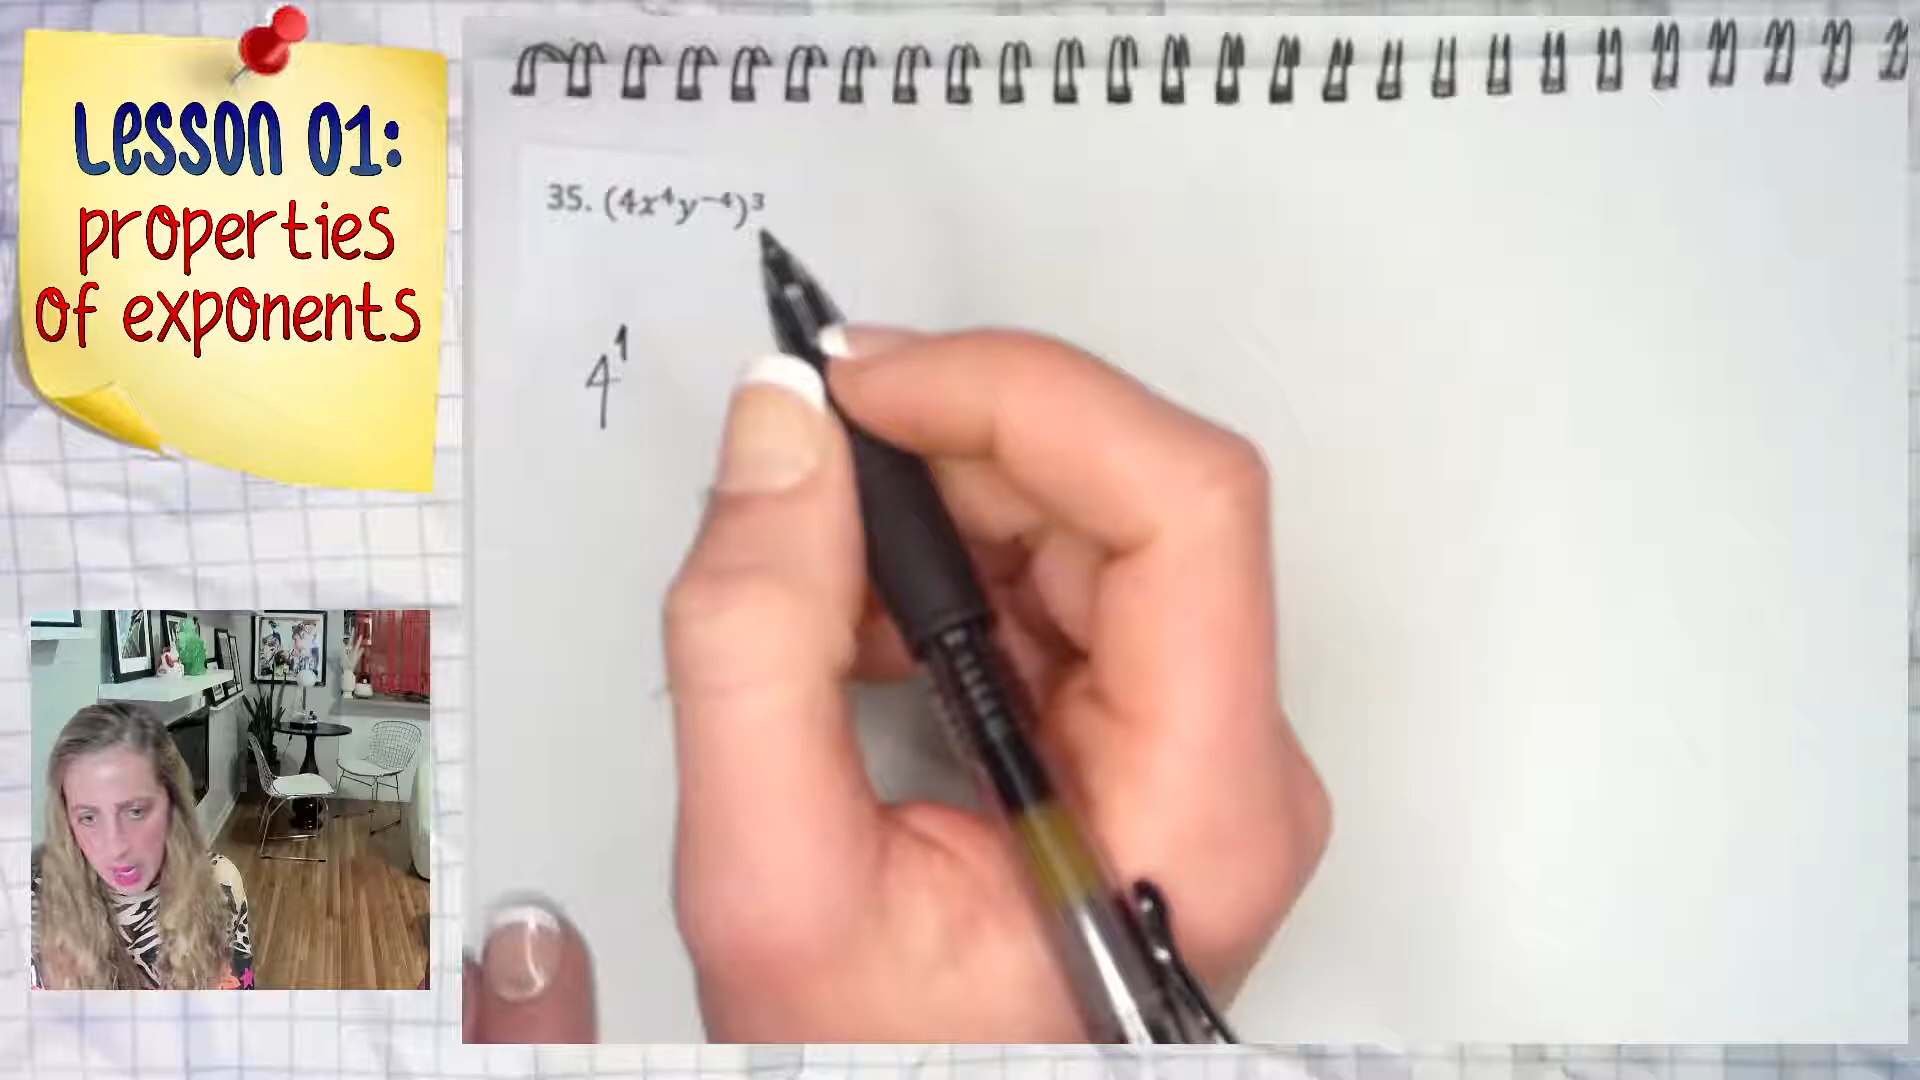 Lesson 01:
properties
of exponents
35. (4x⁴y⁻⁴)³
4¹